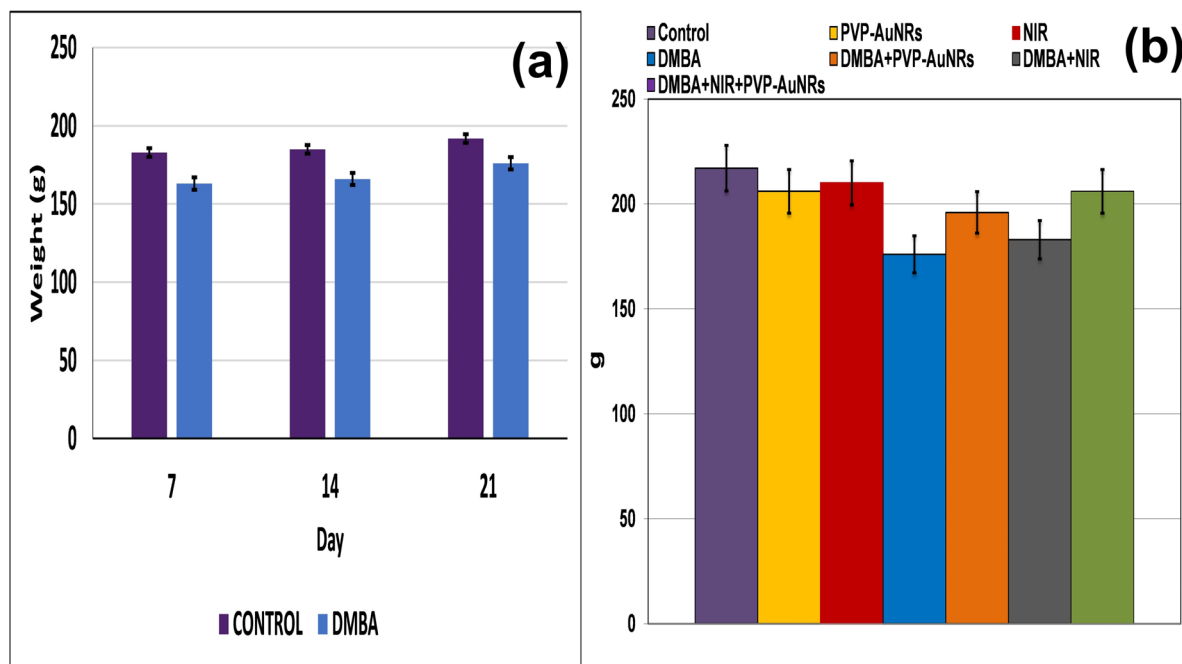 (a)
250
200
150
100
50
0
Weight (g)
7 14 21
Day
CONTROL DMBA
(b)
Control PVP-AuNRs NIR
DMBA DMBA+PVP-AuNRs DMBA+NIR
DMBA+NIR+PVP-AuNRs
250
200
150
100
50
0
g